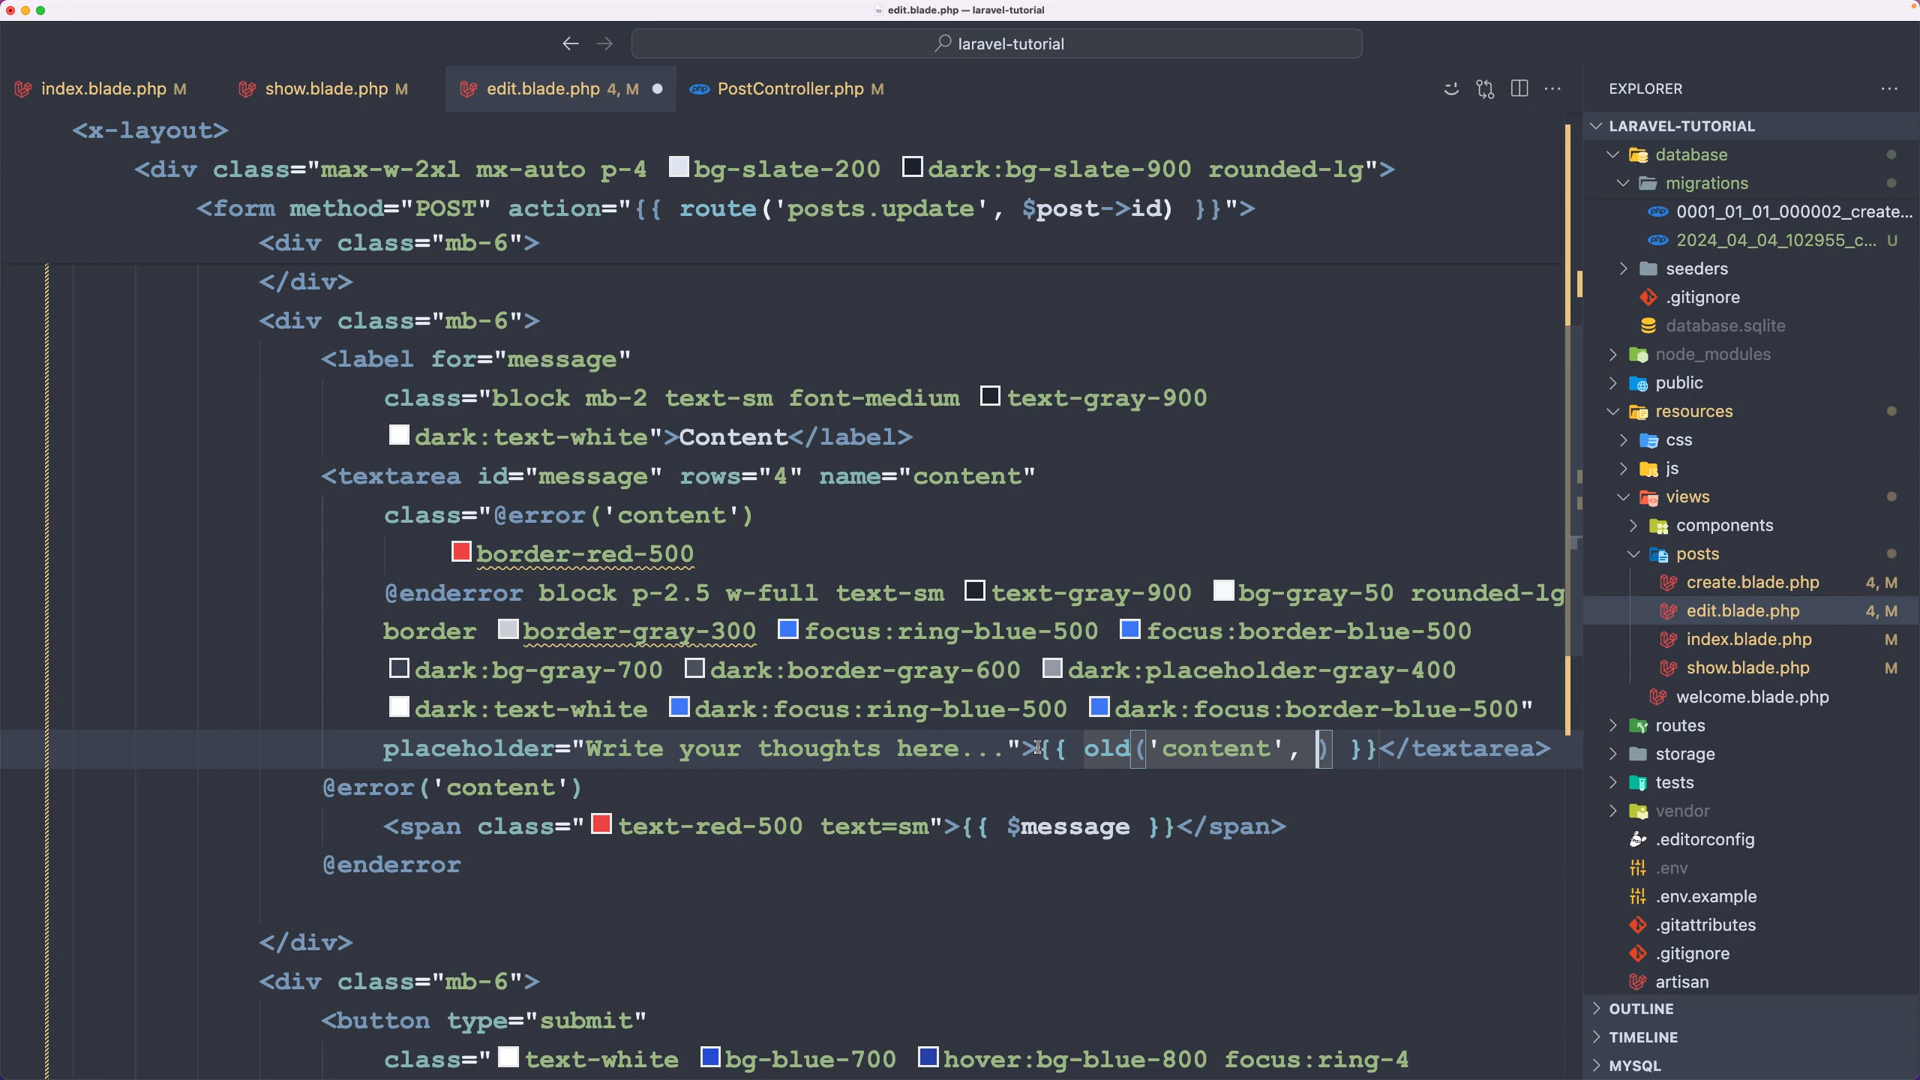 edit.blade.php — laravel-tutorial
laravel-tutorial
index.blade.php M
show.blade.php M
edit.blade.php 4, M
PostController.php M
<x-layout>
<div class="max-w-2xl mx-auto p-4 bg-slate-200 dark:bg-slate-900 rounded-lg">
<form method="POST" action="{{ route('posts.update', $post->id) }}">
<div class="mb-6">
</div>
<div class="mb-6">
<label for="message"
class="block mb-2 text-sm font-medium text-gray-900
dark:text-white">Content</label>
<textarea id="message" rows="4" name="content"
class="@error('content')
border-red-500
@enderror block p-2.5 w-full text-sm text-gray-900 bg-gray-50 rounded-lg
border border-gray-300 focus:ring-blue-500 focus:border-blue-500
dark:bg-gray-700 dark:border-gray-600 dark:placeholder-gray-400
dark:text-white dark:focus:ring-blue-500 dark:focus:border-blue-500"
placeholder="Write your thoughts here...">{{ old('content', ) }}</textarea>
@error('content')
<span class="text-red-500 text=sm">{{ $message }}</span>
@enderror
</div>
<div class="mb-6">
<button type="submit"
class="text-white bg-blue-700 hover:bg-blue-800 focus:ring-4
EXPLORER
LARAVEL-TUTORIAL
database
migrations
0001_01_01_000002_create...
2024_04_04_102955_c... U
seeders
.gitignore
database.sqlite
node_modules
public
resources
css
js
views
components
posts
create.blade.php 4, M
edit.blade.php 4, M
index.blade.php M
show.blade.php M
welcome.blade.php
routes
storage
tests
vendor
.editorconfig
.env
.env.example
.gitattributes
.gitignore
artisan
OUTLINE
TIMELINE
MYSQL